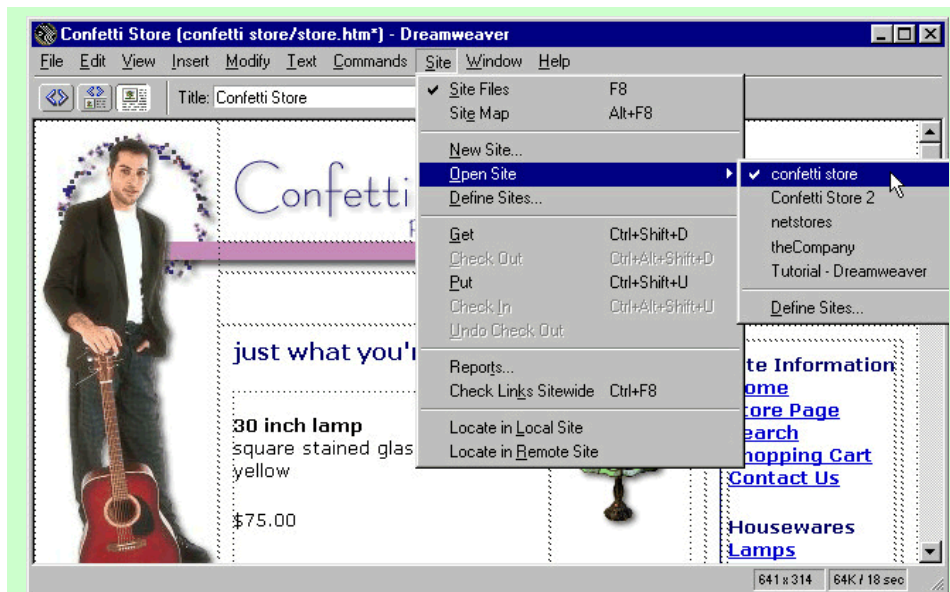 Confetti Store (confetti store/store.htm*) - Dreamweaver
File Edit View Insert Modify Text Commands Site Window Help
Title: Confetti Store
Site Files F8
Site Map Alt+F8
New Site...
Open Site
Define Sites...
Get Ctrl+Shift+D
Check Out Ctrl+Alt+Shift+D
Put Ctrl+Shift+U
Check In Ctrl+Alt+Shift+U
Undo Check Out
Reports...
Check Links Sitewide Ctrl+F8
Locate in Local Site
Locate in Remote Site
confetti store
Confetti Store 2
netstores
theCompany
Tutorial - Dreamweaver
Define Sites...
Confetti
just what you'r
30 inch lamp
square stained glas
yellow
$75.00
te Information
ome
tore Page
earch
hopping Cart
Contact Us
Housewares
Lamps
641 x 314 64K / 18 sec